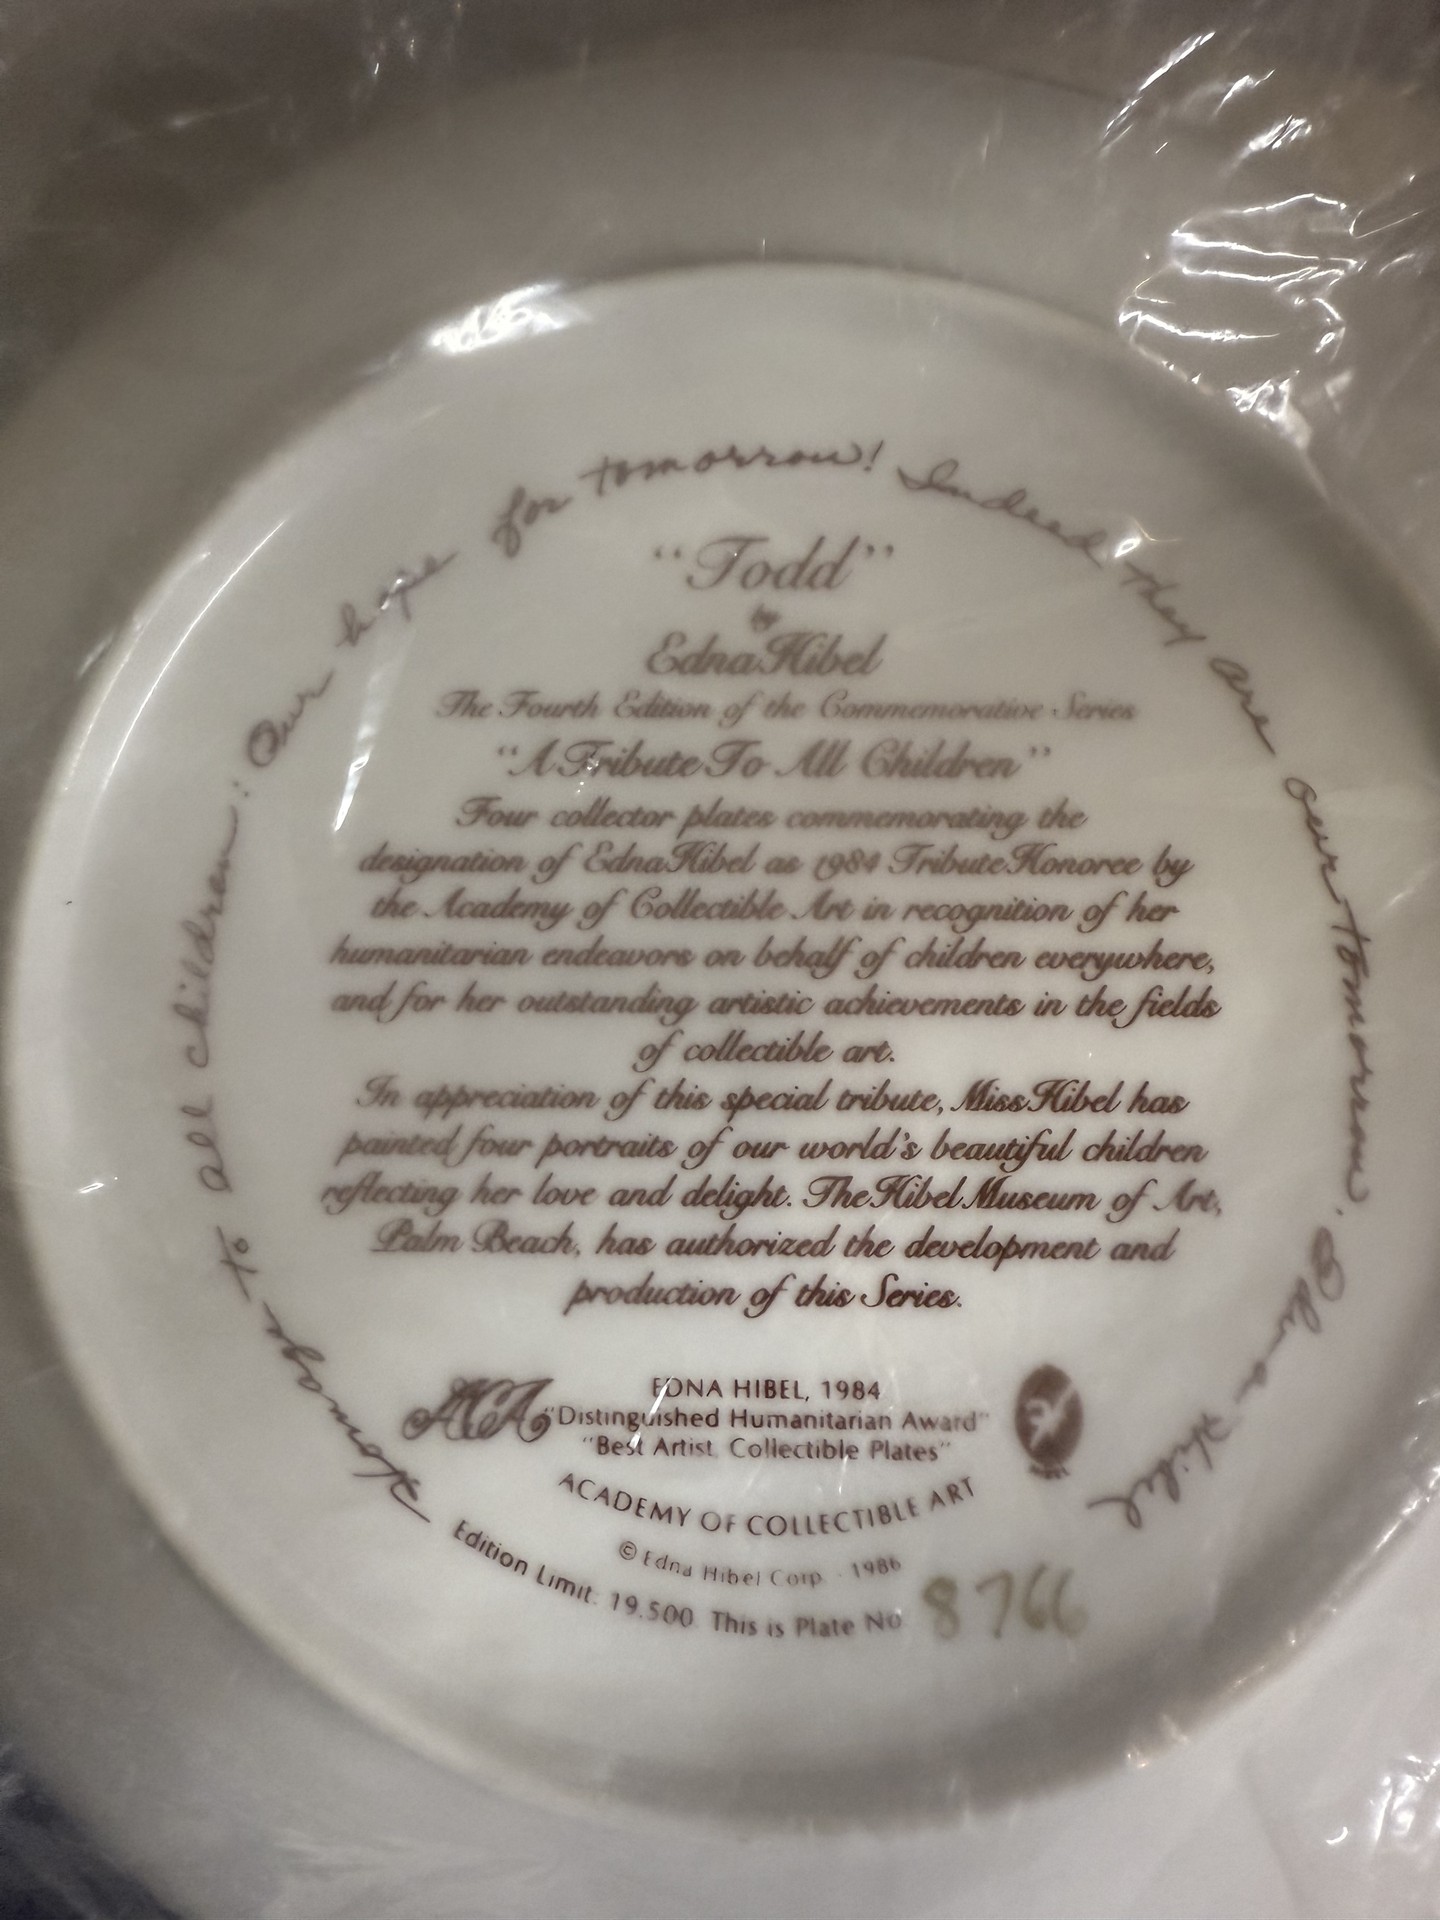 Homage to all children: Our hope for tomorrow! Indeed they are our tomorrow. Edna Hibel
"Todd"
by
Edna Hibel
The Fourth Edition of the Commemorative Series
"A Tribute To All Children"
Four collector plates commemorating the
designation of Edna Hibel as 1984 Tribute Honoree by
the Academy of Collectible Art in recognition of her
humanitarian endeavors on behalf of children everywhere,
and for her outstanding artistic achievements in the fields
of collectible art.
In appreciation of this special tribute, Miss Hibel has
painted four portraits of our world's beautiful children
reflecting her love and delight. The Hibel Museum of Art,
Palm Beach, has authorized the development and
production of this Series.
ACA
EDNA HIBEL, 1984
"Distinguished Humanitarian Award"
"Best Artist, Collectible Plates"
HIBEL
ACADEMY OF COLLECTIBLE ART
© Edna Hibel Corp. 1986
Edition Limit: 19,500 This is Plate No 8766